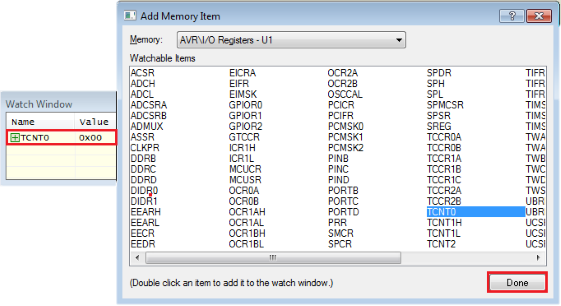 Add Memory Item
Memory: AVR\I/O Registers - U1
Watchable Items
ACSR EICRA OCR2A SPDR TIFR
ADCH EIFR OCR2B SPH TIFR
ADCL EIMSK OSCCAL SPL TIFR
ADCSRA GPIOR0 PCICR SPMCSR TIMS
ADCSRB GPIOR1 PCIFR SPSR TIMS
ADMUX GPIOR2 PCMSK0 SREG TIMS
ASSR GTCCR PCMSK1 TCCR0A TWA
CLKPR ICR1H PCMSK2 TCCR0B TWA
DDRB ICR1L PINB TCCR1A TWB
DDRC MCUCR PINC TCCR1B TWC
DDRD MCUSR PIND TCCR1C TWD
DIDR0 OCR0A PORTB TCCR2A TWS
DIDR1 OCR0B PORTC TCCR2B UBR
EEARH OCR1AH PORTD TCNT0 UBR
EEARL OCR1AL PRR TCNT1H UCSI
EECR OCR1BH SMCR TCNT1L UCSI
EEDR OCR1BL SPCR TCNT2 UCSI
(Double click an item to add it to the watch window.)
Done
Watch Window
Name Value
TCNT0 0x00